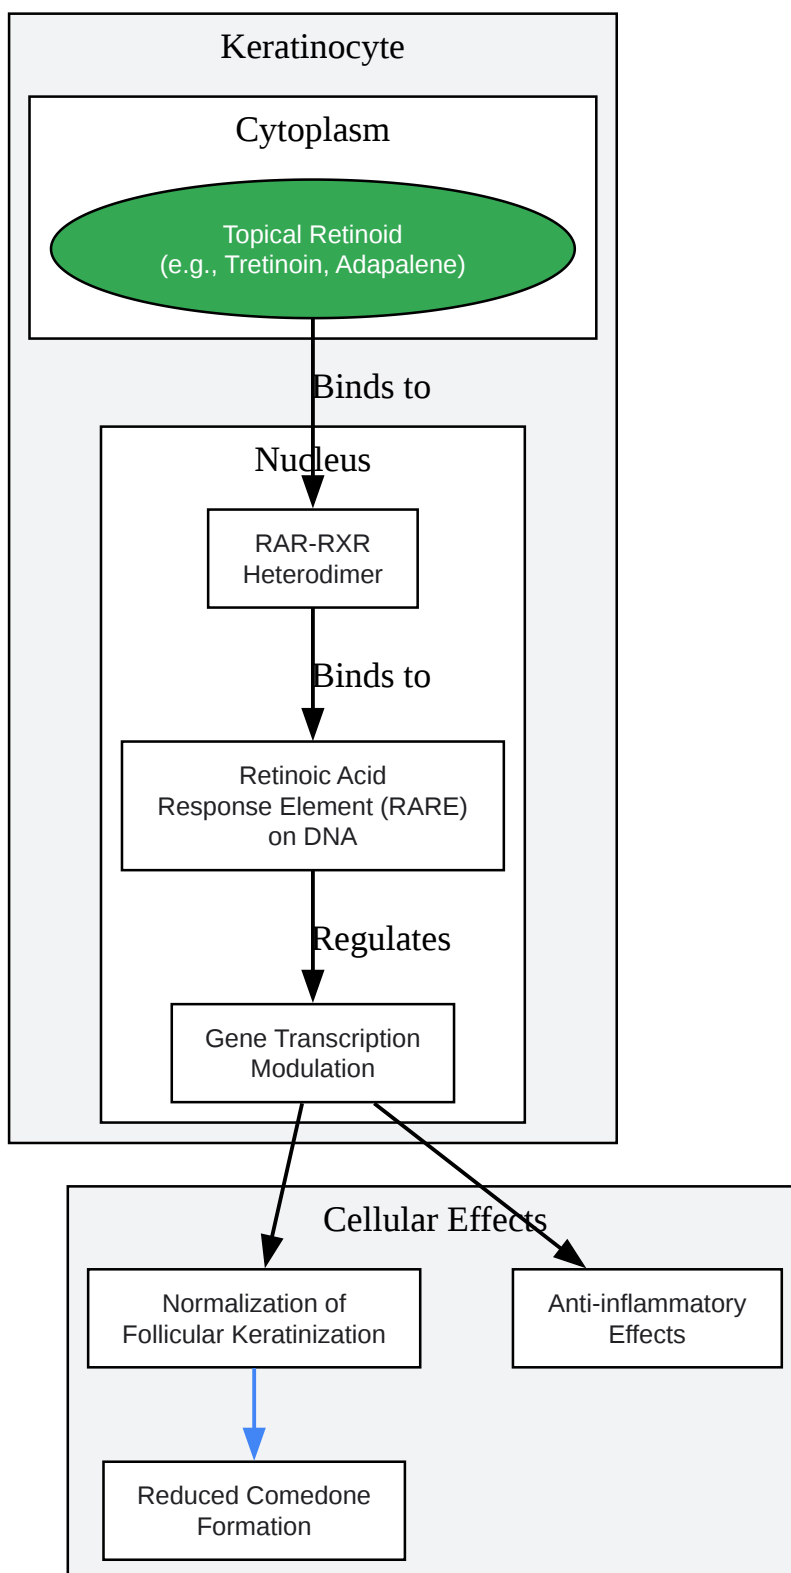 Keratinocyte
Cytoplasm
Topical Retinoid
(e.g., Tretinoin, Adapalene)
Binds to
Nucleus
RAR-RXR
Heterodimer
Binds to
Retinoic Acid
Response Element (RARE)
on DNA
Regulates
Gene Transcription
Modulation
Cellular Effects
Normalization of
Follicular Keratinization
Anti-inflammatory
Effects
Reduced Comedone
Formation